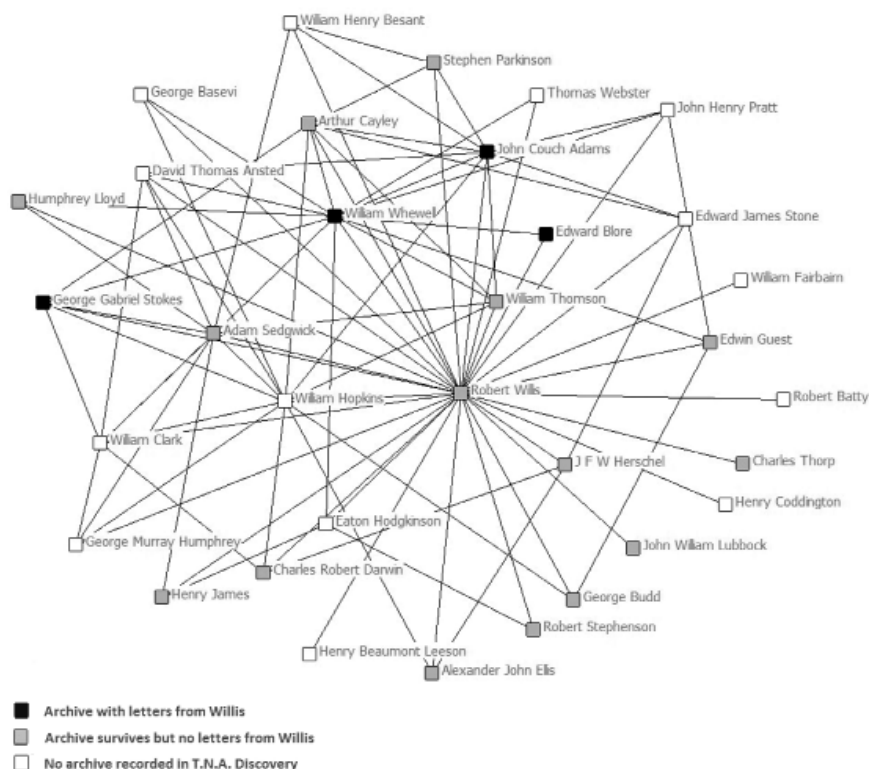 William Henry Besant
Stephen Parkinson
George Basevi
Thomas Webster
John Henry Pratt
Arthur Cayley
John Couch Adams
David Thomas Ansted
Humphrey Lloyd
William Whewell
Edward James Stone
Edward Blore
William Fairbairn
George Gabriel Stokes
William Thomson
Adam Sedgwick
Edwin Guest
Robert Willis
William Hopkins
Robert Batty
William Clark
J F W Herschel
Charles Thorp
Henry Coddington
Eaton Hodgkinson
George Murray Humphrey
John William Lubbock
Charles Robert Darwin
Henry James
George Budd
Robert Stephenson
Henry Beaumont Leeson
Alexander John Ellis
Archive with letters from Willis
Archive survives but no letters from Willis
No archive recorded in T.N.A. Discovery